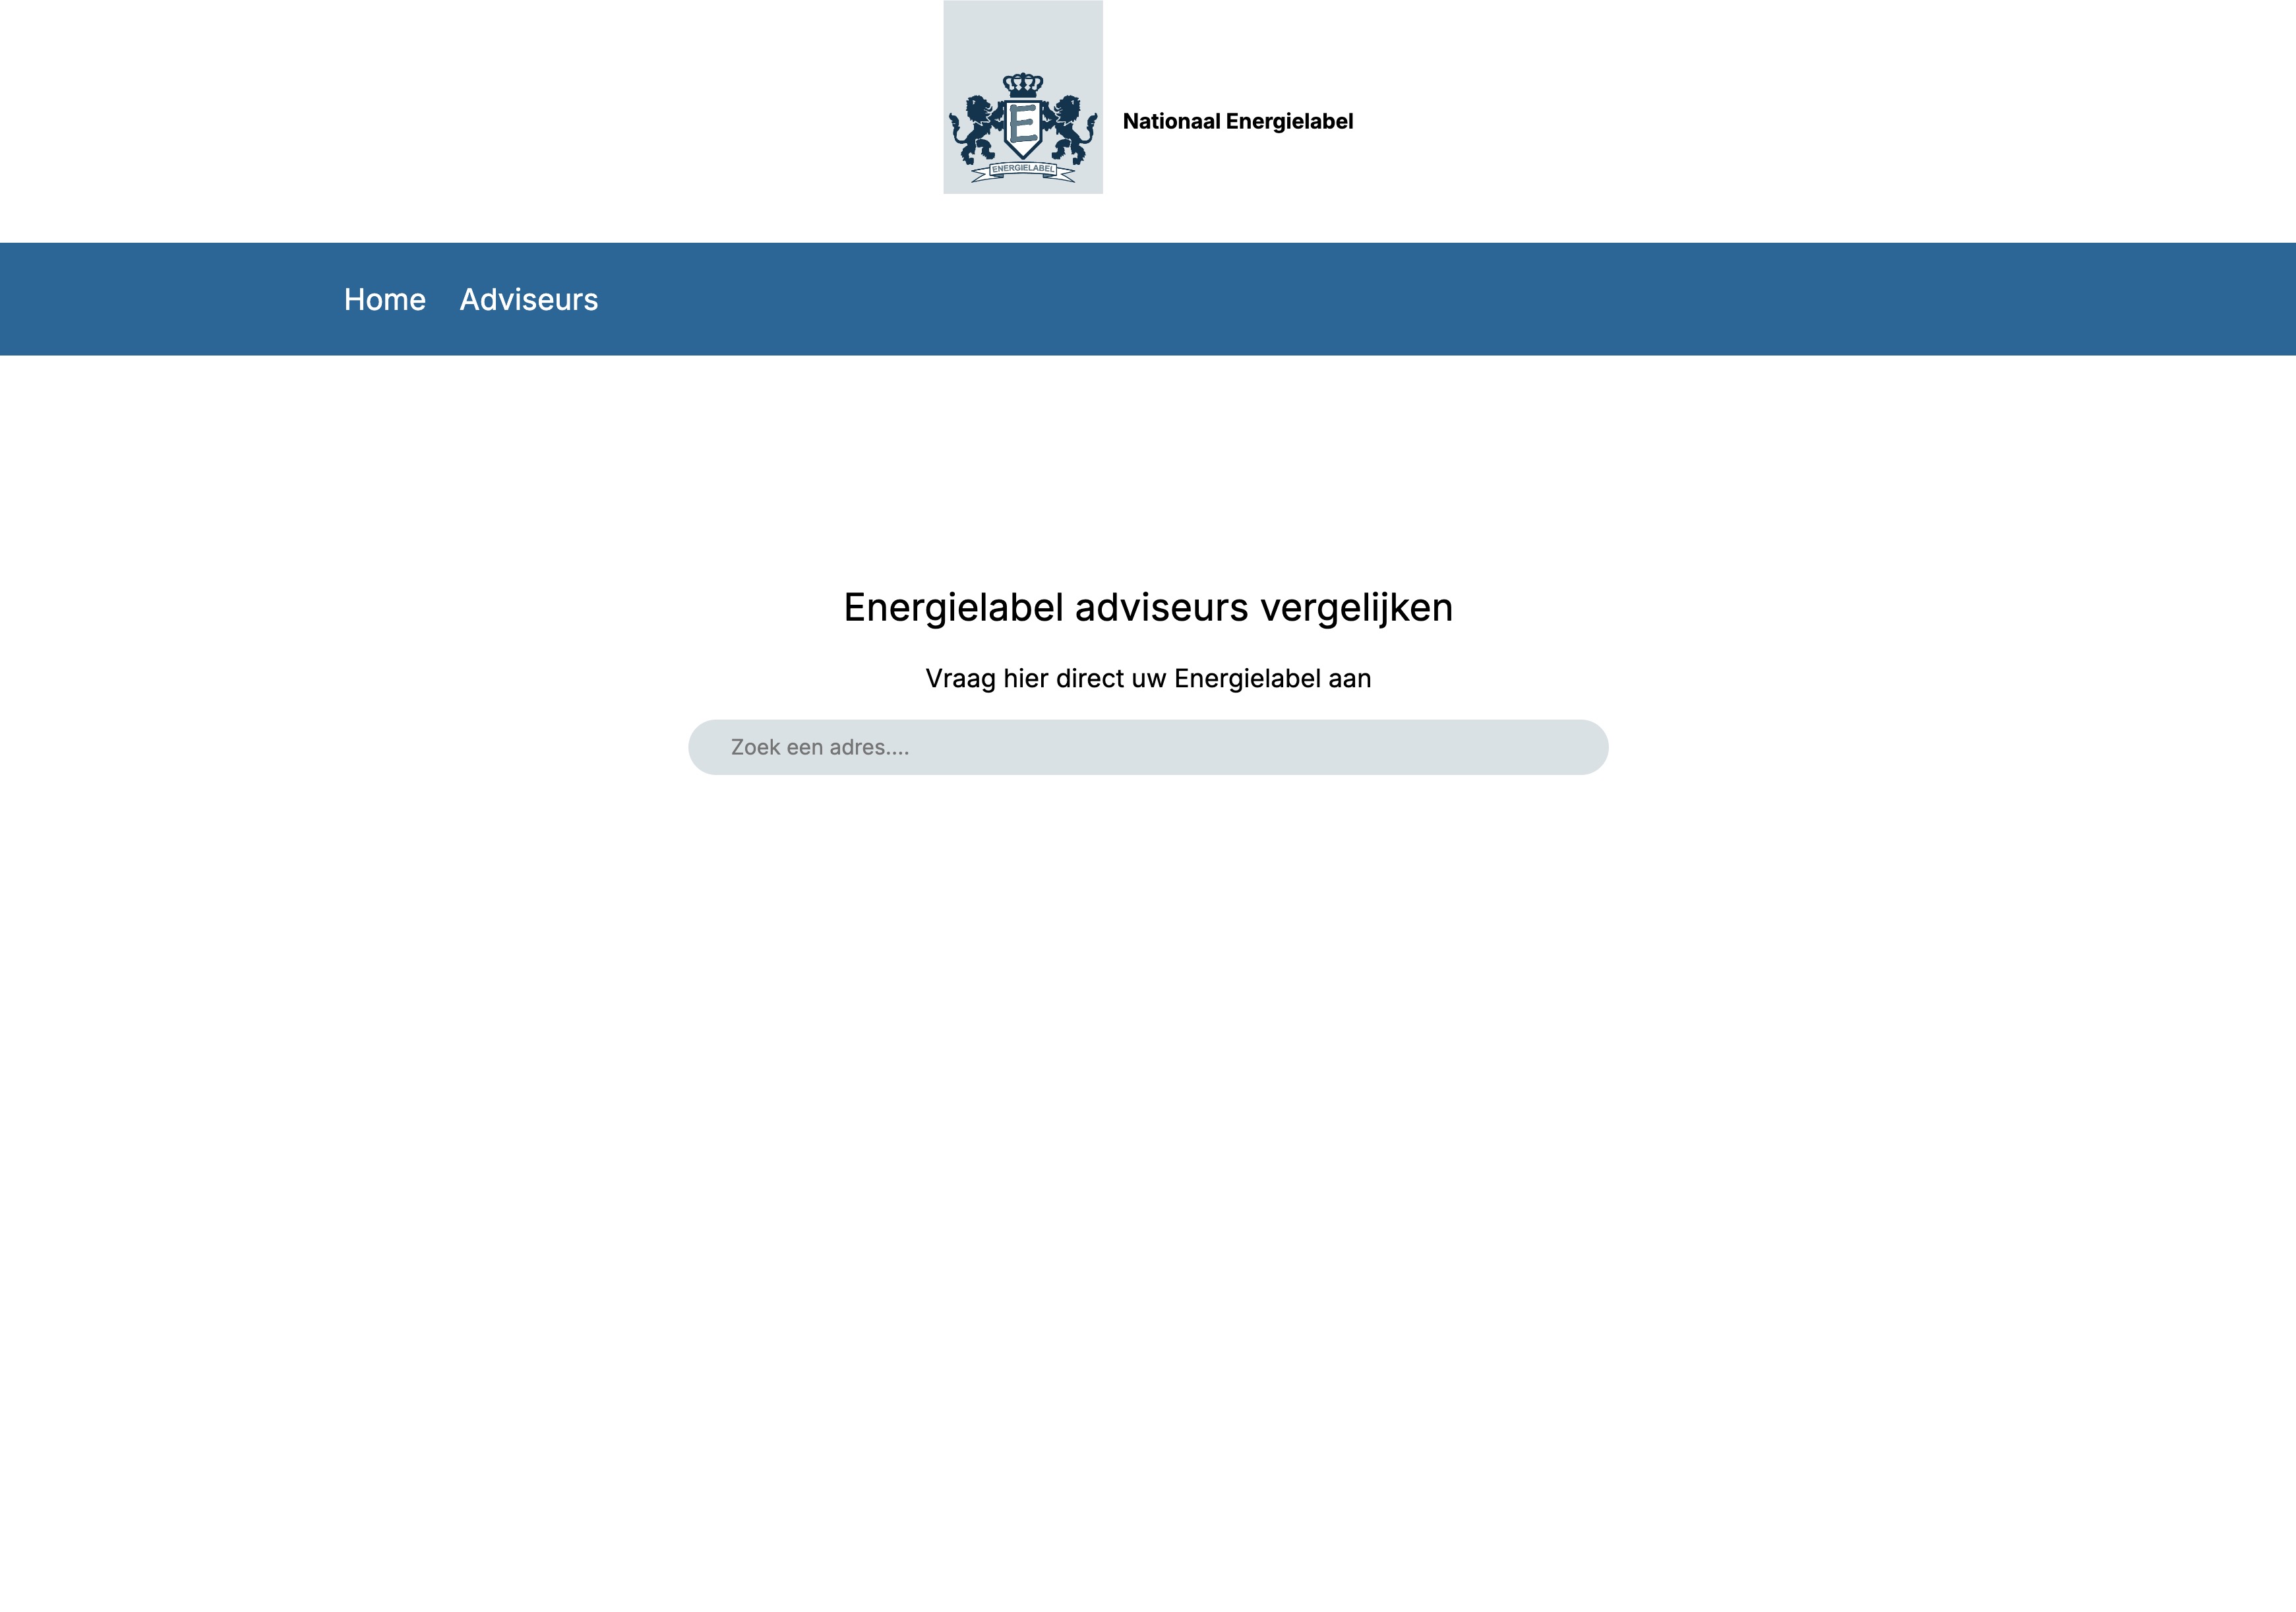 E
ENERGIELABEL
Nationaal Energielabel
Home Adviseurs
Energielabel adviseurs vergelijken
Vraag hier direct uw Energielabel aan
Zoek een adres....